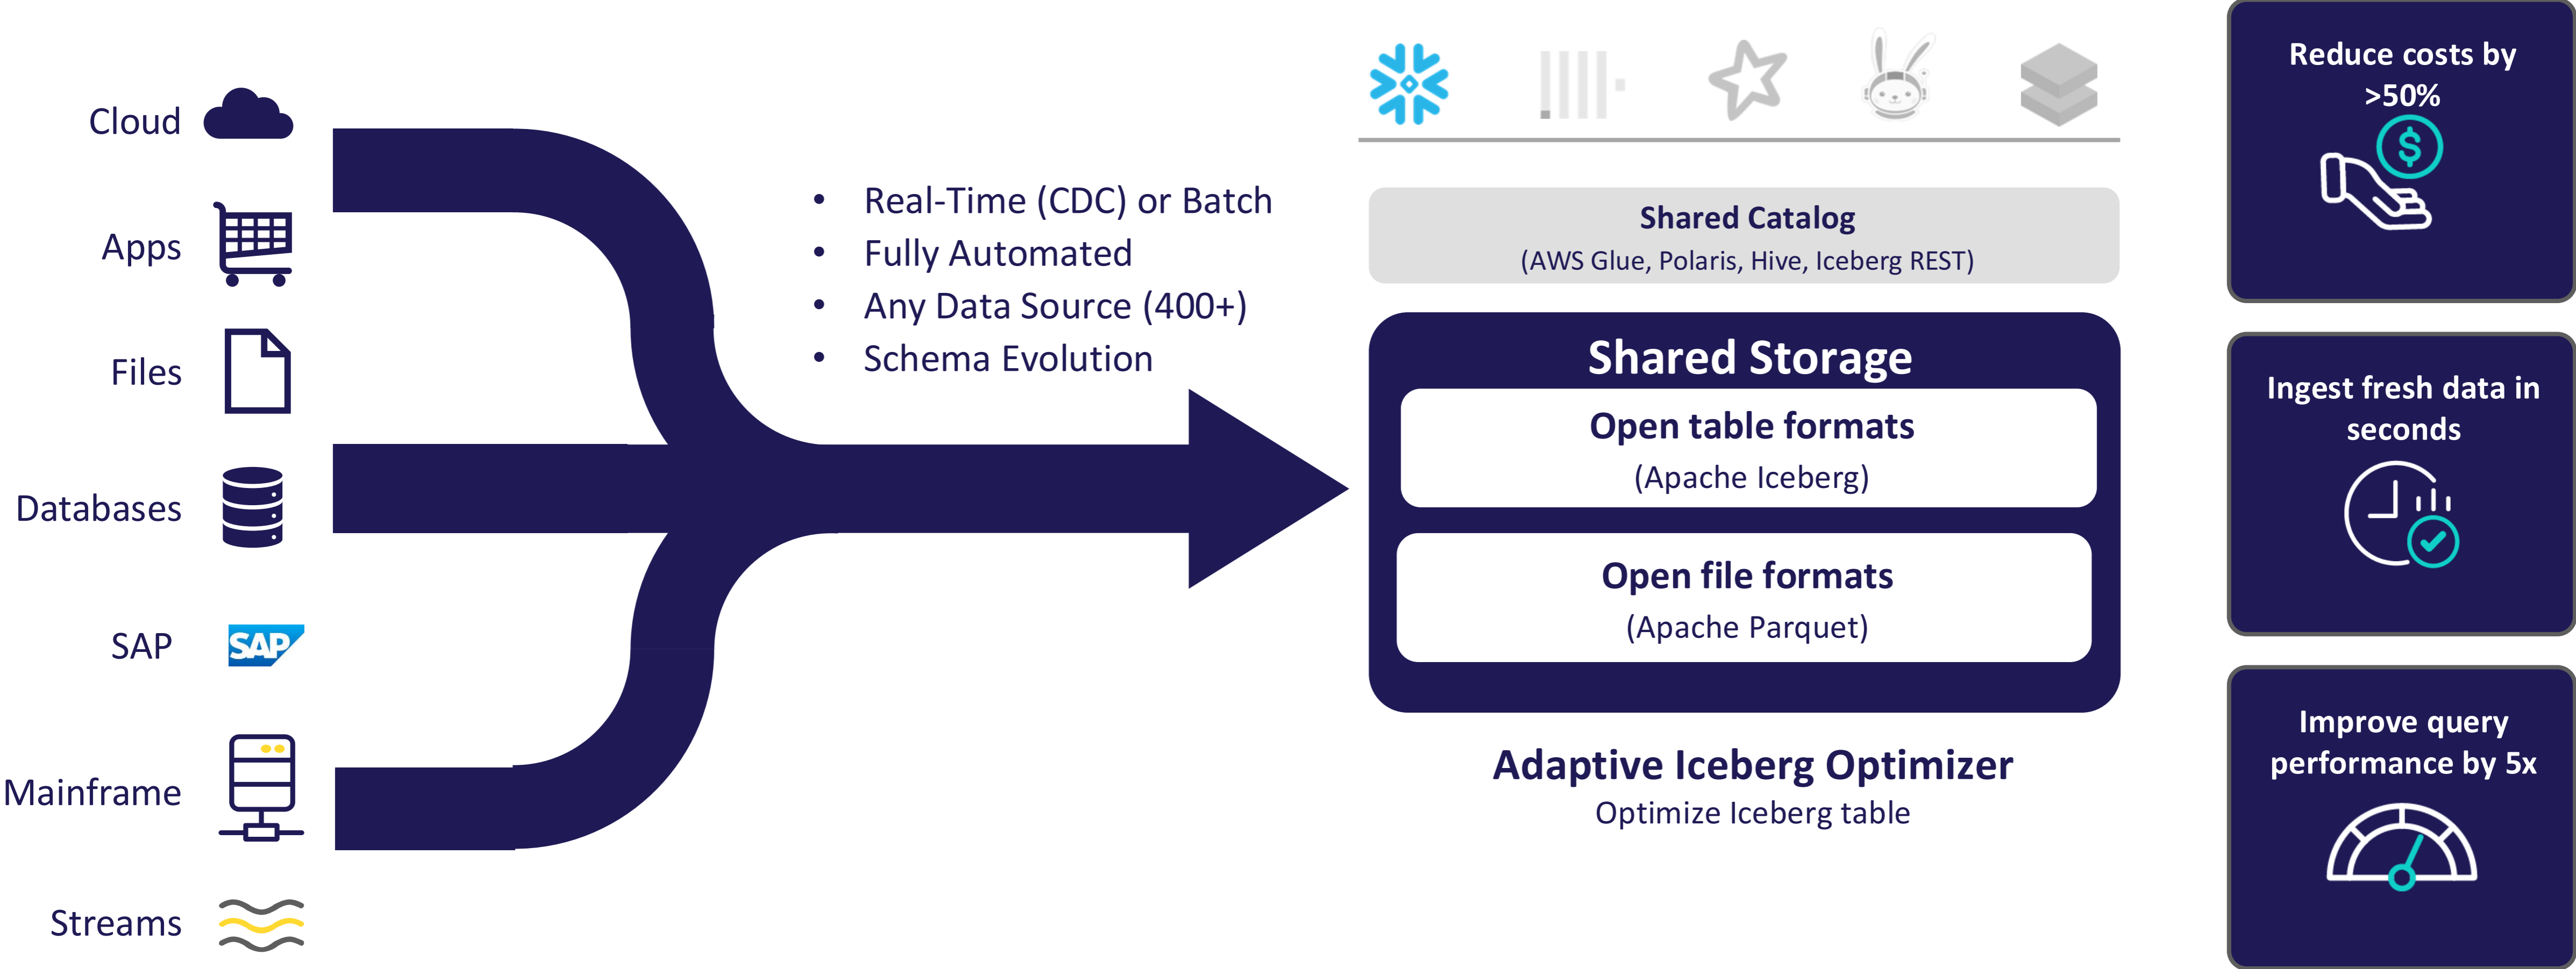 Cloud
Apps
Files
Databases
SAP
SAP
Mainframe
Streams
• Real-Time (CDC) or Batch
• Fully Automated
• Any Data Source (400+)
• Schema Evolution
Shared Catalog
(AWS Glue, Polaris, Hive, Iceberg REST)
Shared Storage
Open table formats
(Apache Iceberg)
Open file formats
(Apache Parquet)
Adaptive Iceberg Optimizer
Optimize Iceberg table
Reduce costs by
>50%
$
Ingest fresh data in
seconds
Improve query
performance by 5x